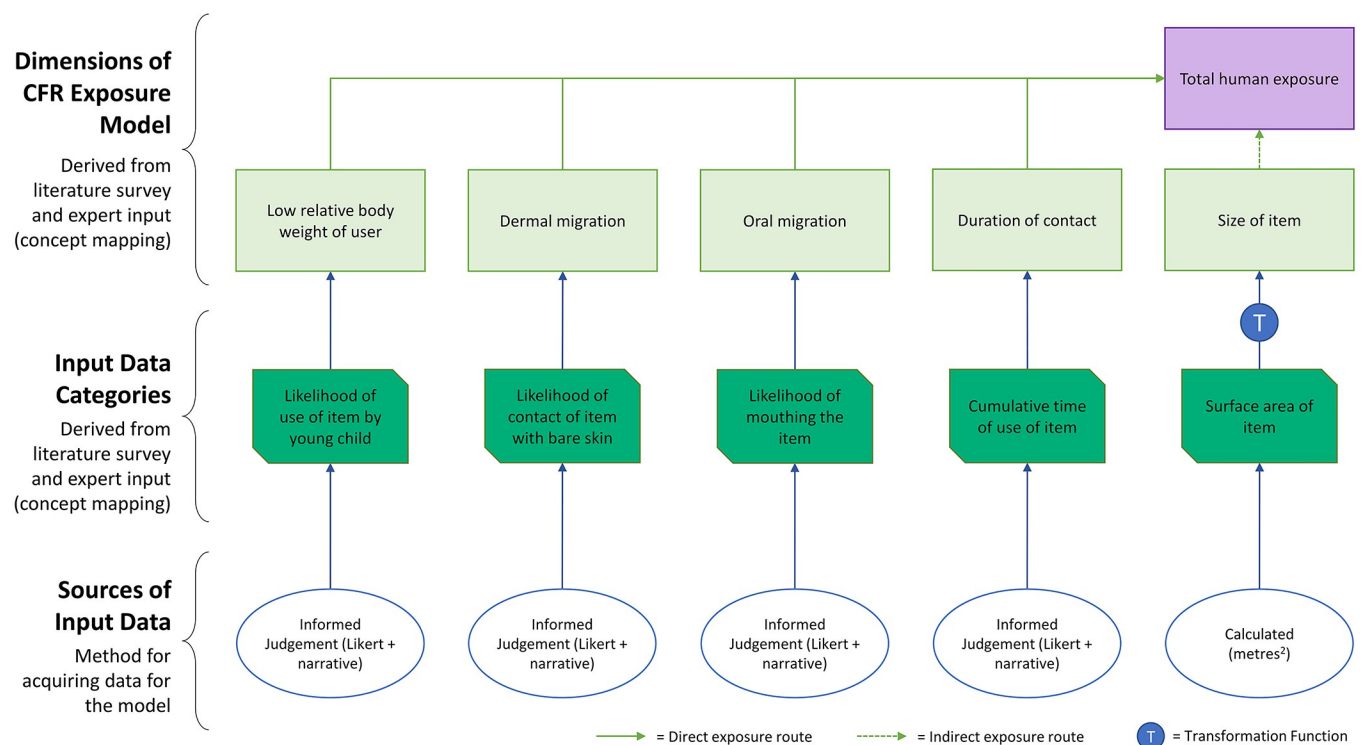 Dimensions of
CFR Exposure
Model
Derived from
literature survey
and expert input
(concept mapping)
Total human exposure
Low relative body
weight of user
Dermal migration
Oral migration
Duration of contact
Size of item
T
Input Data
Categories
Derived from
literature survey
and expert input
(concept mapping)
Likelihood of
use of item by
young child
Likelihood of
contact of item
with bare skin
Likelihood of
mouthing the
item
Cumulative time
of use of item
Surface area of
item
Sources of
Input Data
Method for
acquiring data for
the model
Informed
Judgement (Likert +
narrative)
Informed
Judgement (Likert +
narrative)
Informed
Judgement (Likert +
narrative)
Informed
Judgement (Likert +
narrative)
Calculated
(metres²)
= Direct exposure route
= Indirect exposure route
T = Transformation Function